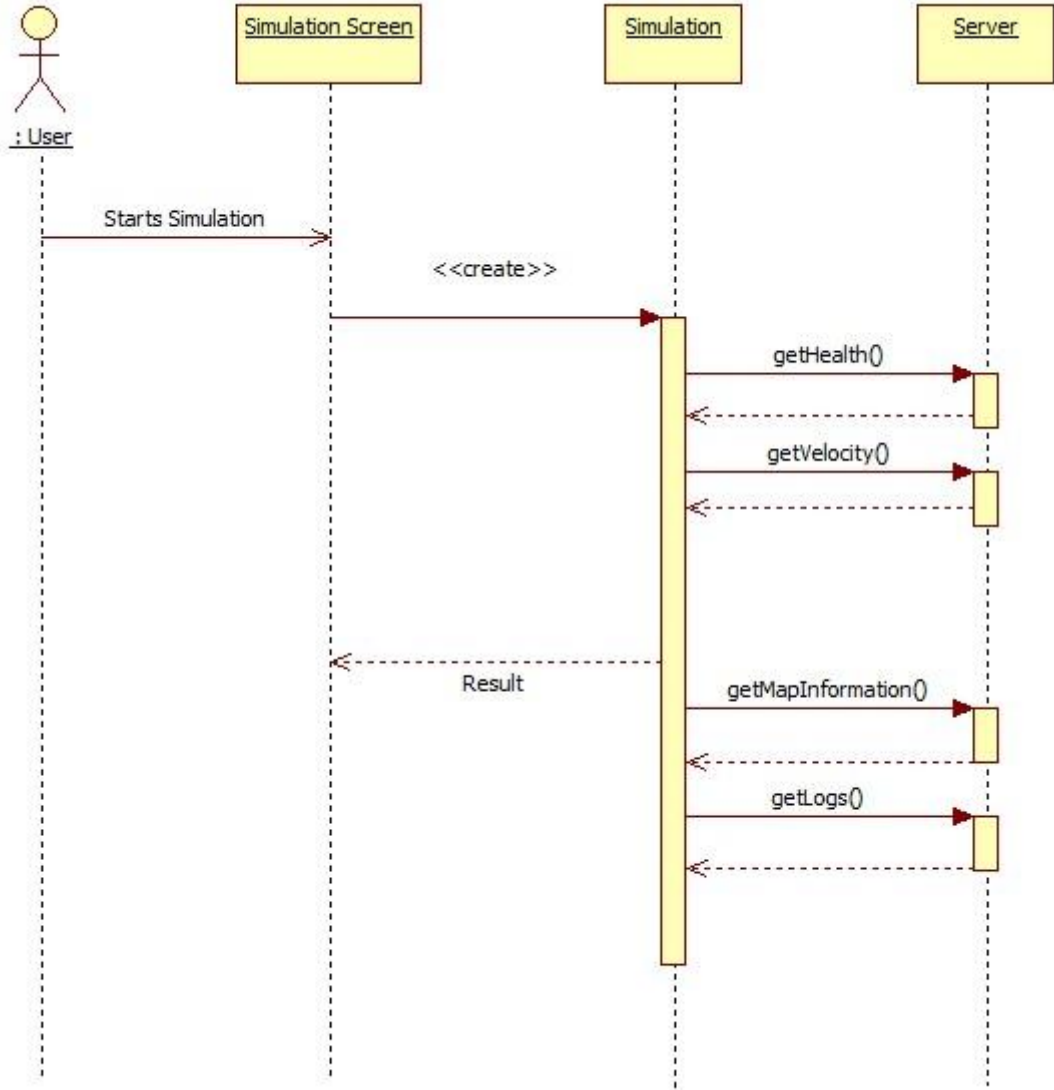 Simulation Screen
Simulation
Server
: User
Starts Simulation
<<create>>
getHealth()
getVelocity()
Result
getMapInformation()
getLogs()